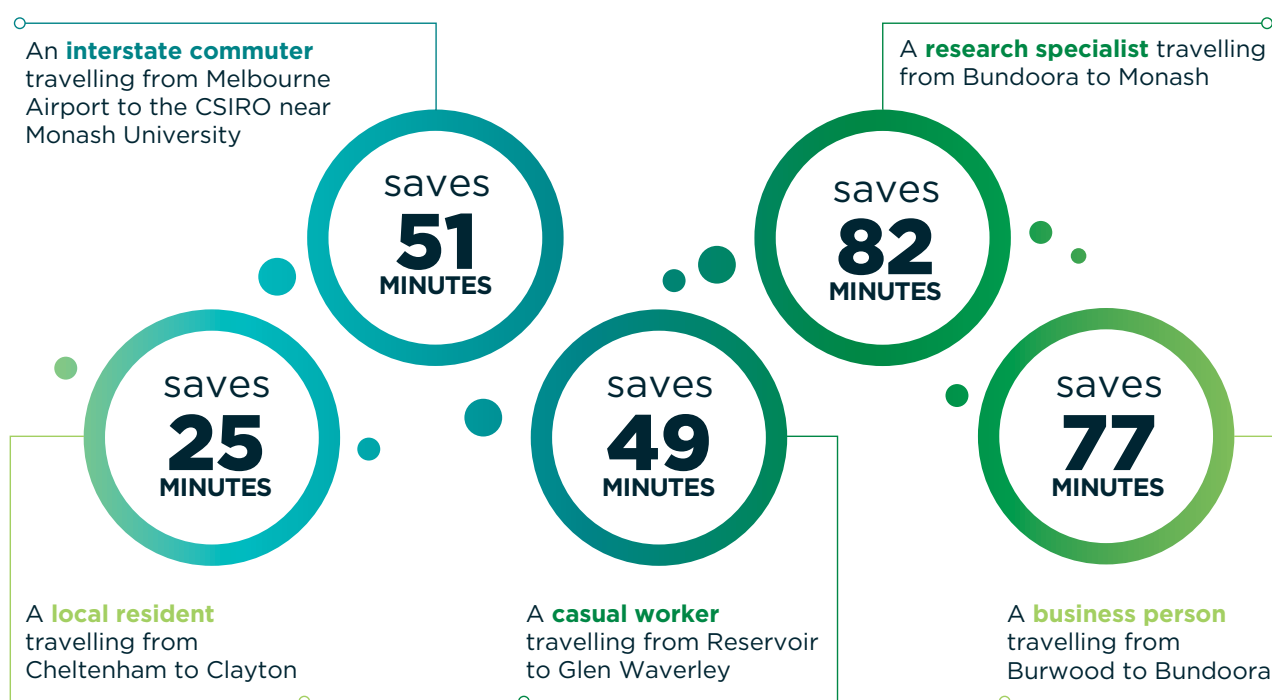 An interstate commuter
travelling from Melbourne
Airport to the CSIRO near
Monash University
saves
51
MINUTES
A research specialist travelling
from Bundoora to Monash
saves
82
MINUTES
saves
25
MINUTES
A local resident
travelling from
Cheltenham to Clayton
saves
49
MINUTES
A casual worker
travelling from Reservoir
to Glen Waverley
saves
77
MINUTES
A business person
travelling from
Burwood to Bundoora